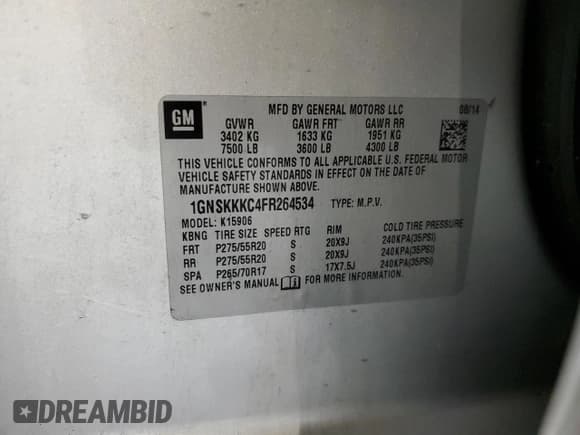 GM ® MFD BY GENERAL MOTORS LLC 08/14
GVWR GAWR FRT GAWR RR
3402 KG 1633 KG 1951 KG
7500 LB 3600 LB 4300 LB
THIS VEHICLE CONFORMS TO ALL APPLICABLE U.S. FEDERAL MOTOR
VEHICLE SAFETY STANDARDS IN EFFECT ON THE DATE OF
MANUFACTURE SHOWN ABOVE.
1GNSKKKC4FR264534 TYPE: M.P.V.
MODEL: K15906
KBNG TIRE SIZE SPEED RTG RIM COLD TIRE PRESSURE
FRT P275/55R20 S 20X9J 240KPA(35PSI)
RR P275/55R20 S 20X9J 240KPA(35PSI)
SPA P265/70R17 S 17X7.5J 240KPA(35PSI)
SEE OWNER'S MANUAL FOR MORE INFORMATION.
DREAMBID